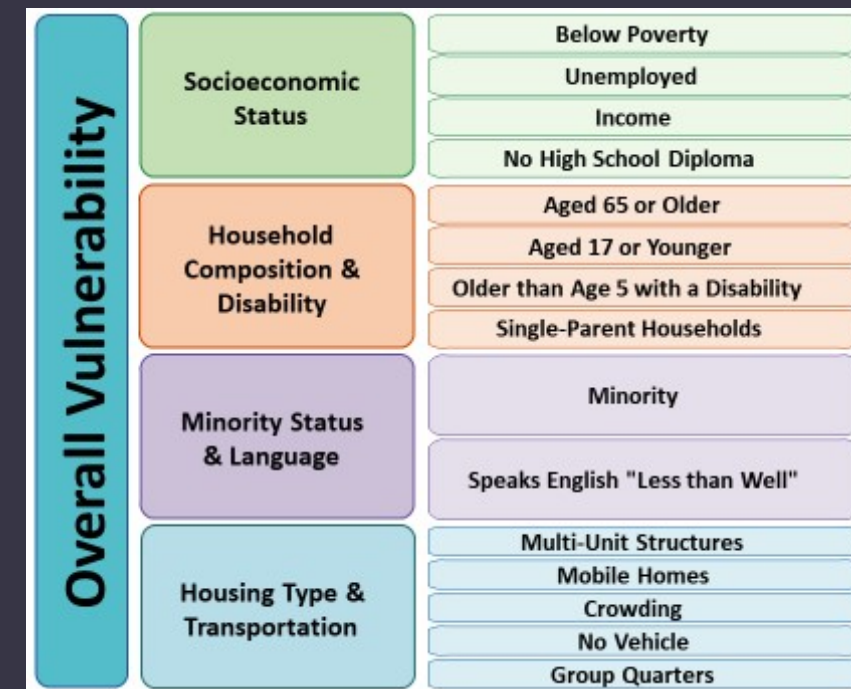 Overall Vulnerability
Socioeconomic
Status
Below Poverty
Unemployed
Income
No High School Diploma
Household
Composition &
Disability
Aged 65 or Older
Aged 17 or Younger
Older than Age 5 with a Disability
Single-Parent Households
Minority Status
& Language
Minority
Speaks English "Less than Well"
Housing Type &
Transportation
Multi-Unit Structures
Mobile Homes
Crowding
No Vehicle
Group Quarters